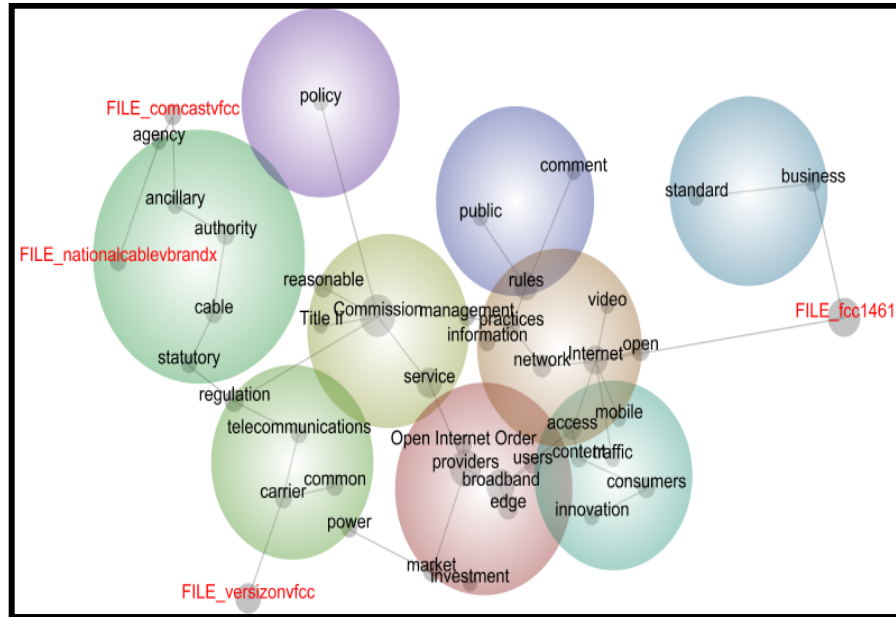 policy
FILE_comcastvfcc
agency
comment
business
standard
ancillary
public
authority
FILE_nationalcablevbrandx
reasonable
rules
video
cable
Commission
management
FILE_fcc1461
Title II
practices
information
open
Internet
statutory
network
service
regulation
mobile
telecommunications
access
Open Internet Order
users
content
traffic
providers
broadband
consumers
common
carrier
edge
innovation
power
market
investment
FILE_versizonvfcc